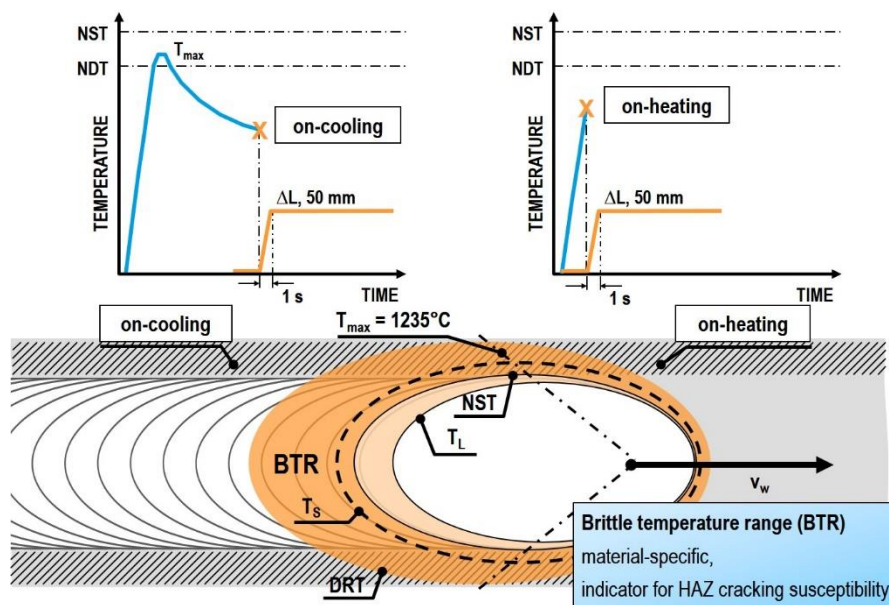 NST
NDT
Tmax
on-cooling
ΔL, 50 mm
TEMPERATURE
1 s
TIME
NST
NDT
on-heating
ΔL, 50 mm
TEMPERATURE
1 s
TIME
on-cooling
Tmax = 1235°C
on-heating
NST
TL
BTR
TS
vw
DRT
Brittle temperature range (BTR)
material-specific,
indicator for HAZ cracking susceptibility